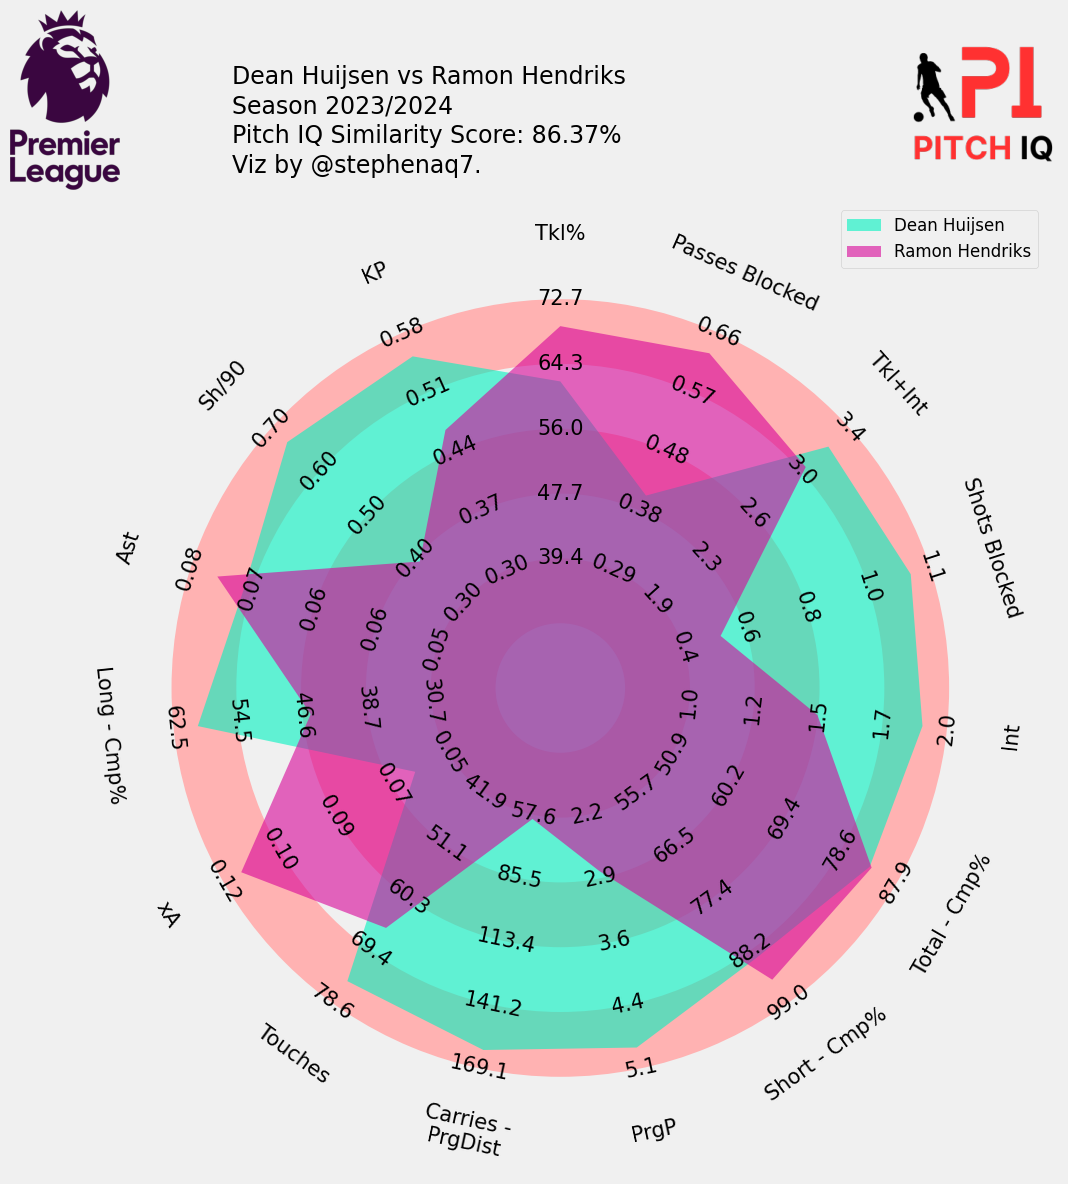 Premier
League
Dean Huijsen vs Ramon Hendriks
Season 2023/2024
Pitch IQ Similarity Score: 86.37%
Viz by @stephenaq7.
PI
PITCH IQ
Dean Huijsen
Ramon Hendriks
Tkl%
72.7
64.3
56.0
47.7
39.4
Passes Blocked
0.66
0.57
0.48
0.38
0.29
Tkl+Int
3.4
3.0
2.6
2.3
1.9
Shots Blocked
1.1
1.0
0.8
0.6
0.4
Int
2.0
1.7
1.5
1.2
1.0
Total - Cmp%
87.9
78.6
69.4
60.2
50.9
Short - Cmp%
99.0
88.2
77.4
66.5
55.7
PrgP
5.1
4.4
3.6
2.9
2.2
Carries -
PrgDist
169.1
141.2
113.4
85.5
57.6
Touches
78.6
69.4
60.3
51.1
41.9
xA
0.12
0.10
0.09
0.07
0.05
Long - Cmp%
62.5
54.5
46.6
38.7
30.7
Ast
0.08
0.07
0.06
0.06
0.05
Sh/90
0.70
0.60
0.50
0.40
0.30
KP
0.58
0.51
0.44
0.37
0.30